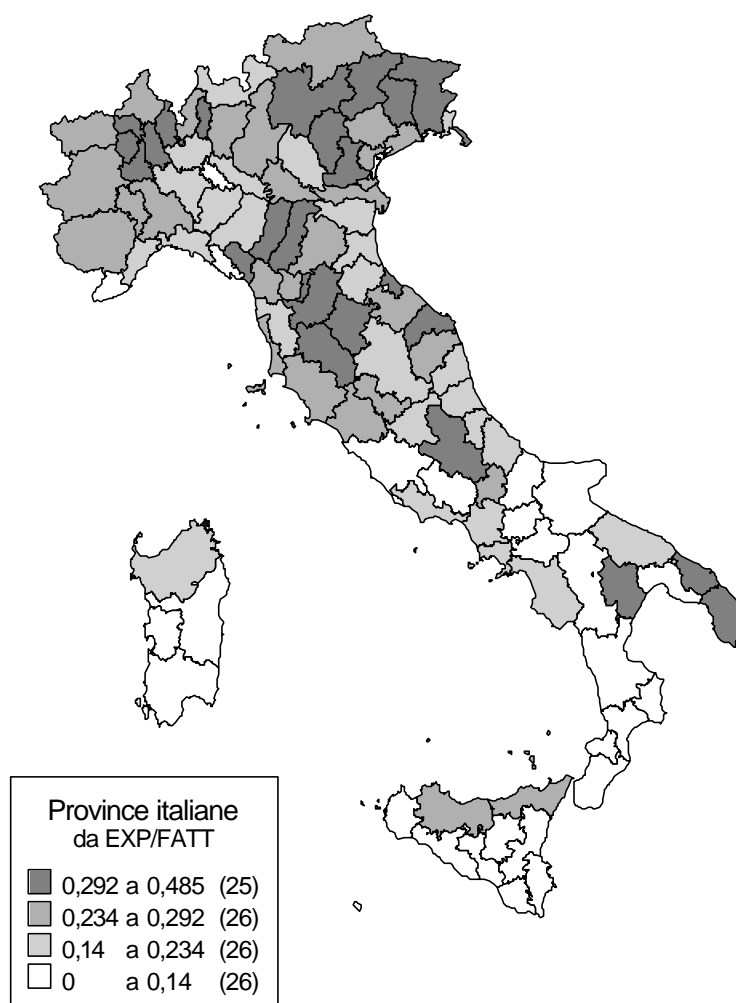 Province italiane
da EXP/FATT
0,292 a 0,485 (25)
0,234 a 0,292 (26)
0,14 a 0,234 (26)
0 a 0,14 (26)